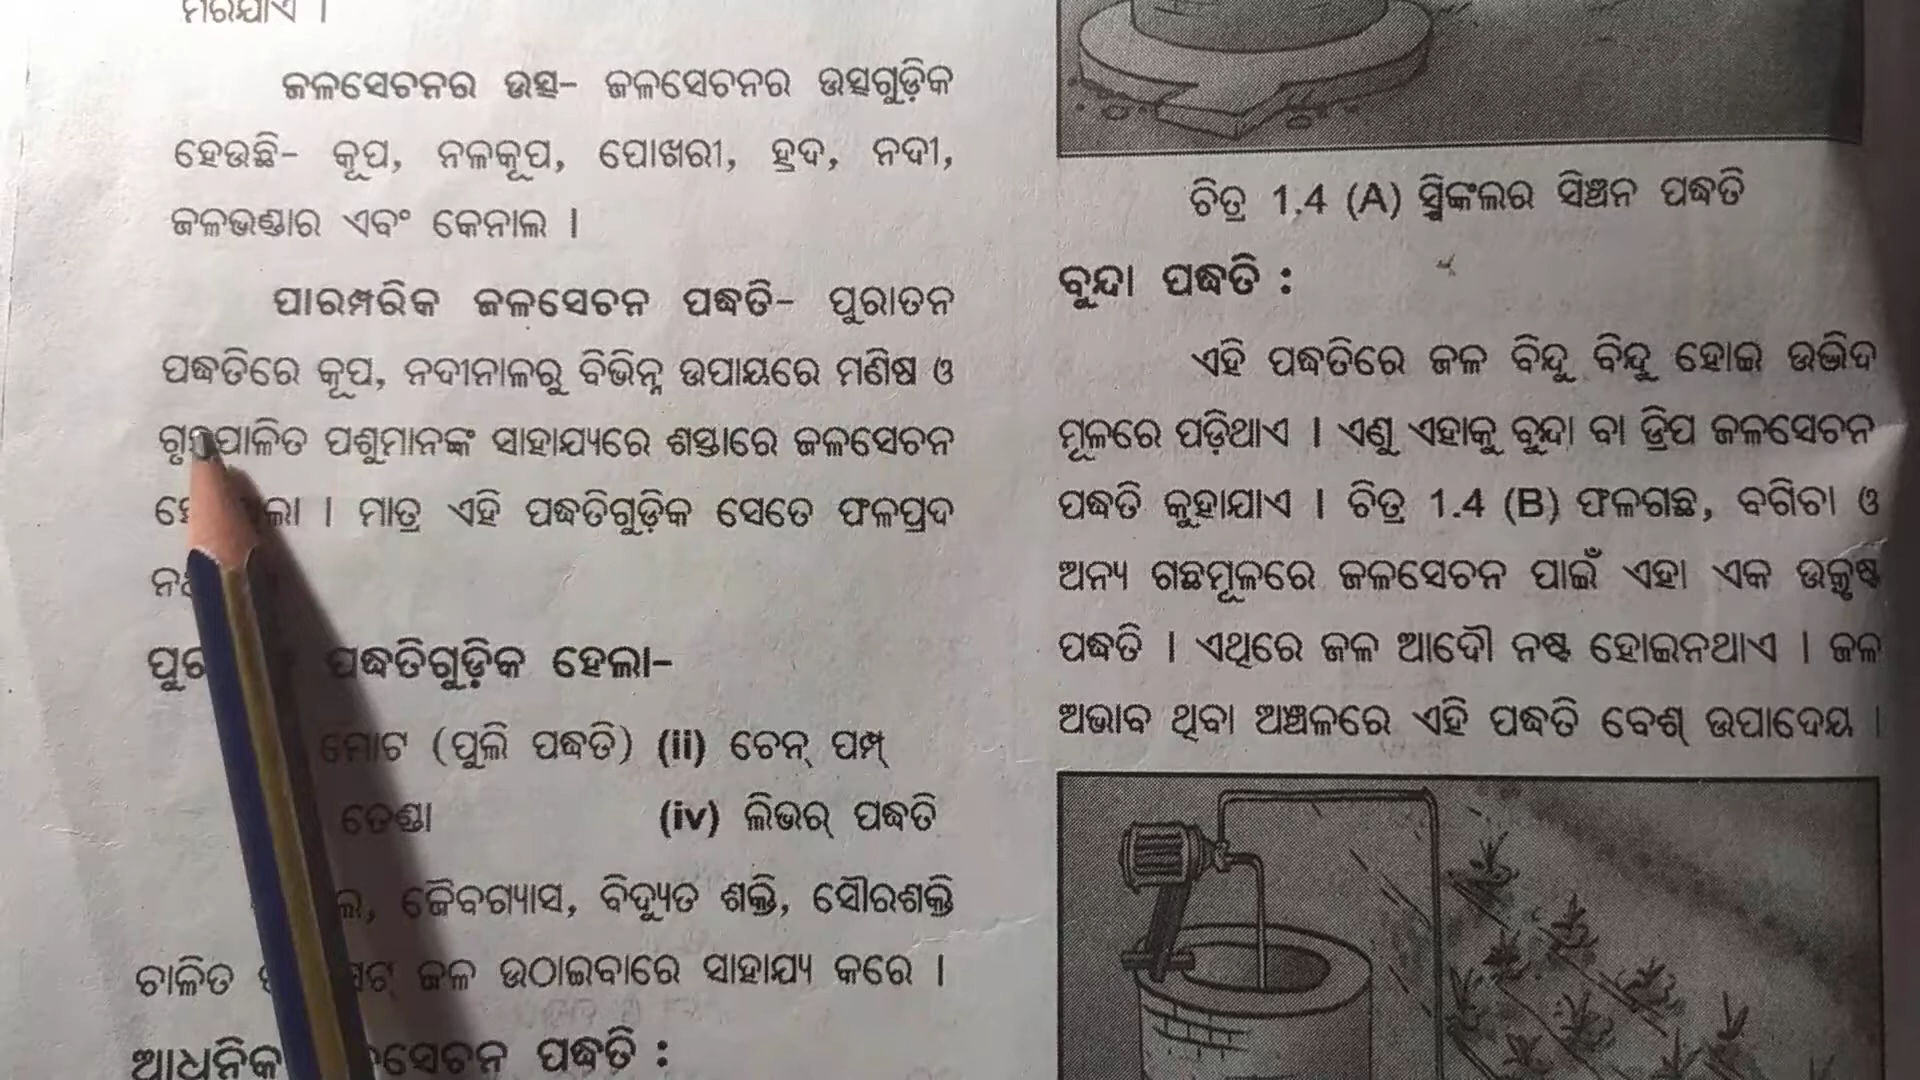 ଜଳସେଚନର ଉତ୍ସ– ଜଳସେଚନର ଉତ୍ସଗୁଡ଼ିକ
ହେଉଛି– କୂପ, ନଳକୂପ, ପୋଖରୀ, ହ୍ରଦ, ନଦୀ,
ଜଳଭଣ୍ଡାର ଏବଂ କେନାଲ ।
ପାରମ୍ପରିକ ଜଳସେଚନ ପଦ୍ଧତି– ପୁରାତନ
ପଦ୍ଧତିରେ କୂପ, ନଦୀନାଳରୁ ବିଭିନ୍ନ ଉପାୟରେ ମଣିଷ ଓ
ଗୃହପାଳିତ ପଶୁମାନଙ୍କ ସାହାଯ୍ୟରେ ଶସ୍ତାରେ ଜଳସେଚନ
। ମାତ୍ର ଏହି ପଦ୍ଧତିଗୁଡ଼ିକ ସେତେ ଫଳପ୍ରଦ
ପଦ୍ଧତିଗୁଡ଼ିକ ହେଲା–
ମୋଟ (ପୁଲି ପଦ୍ଧତି) (ii) ଚେନ୍ ପମ୍ପ୍
ତେଣ୍ଡା (iv) ଲିଭର୍ ପଦ୍ଧତି
ଜୈବଗ୍ୟାସ, ବିଦ୍ୟୁତ ଶକ୍ତି, ସୌରଶକ୍ତି
ଚାଳିତ ଜଳ ଉଠାଇବାରେ ସାହାଯ୍ୟ କରେ ।
ଆଧୁନିକ ଜଳସେଚନ ପଦ୍ଧତି :
ଚିତ୍ର 1.4 (A) ସ୍ପ୍ରିଙ୍କଲର ସିଞ୍ଚନ ପଦ୍ଧତି
ବୁନ୍ଦା ପଦ୍ଧତି :
ଏହି ପଦ୍ଧତିରେ ଜଳ ବିନ୍ଦୁ ବିନ୍ଦୁ ହୋଇ ଉଦ୍ଭିଦ
ମୂଳରେ ପଡ଼ିଥାଏ । ଏଣୁ ଏହାକୁ ବୁନ୍ଦା ବା ଡ୍ରିପ ଜଳସେଚନ
ପଦ୍ଧତି କୁହାଯାଏ । ଚିତ୍ର 1.4 (B) ଫଳଗଛ, ବଗିଚା ଓ
ଅନ୍ୟ ଗଛମୂଳରେ ଜଳସେଚନ ପାଇଁ ଏହା ଏକ ଉତ୍କୃଷ୍ଟ
ପଦ୍ଧତି । ଏଥିରେ ଜଳ ଆଦୌ ନଷ୍ଟ ହୋଇନଥାଏ । ଜଳ
ଅଭାବ ଥିବା ଅଞ୍ଚଳରେ ଏହି ପଦ୍ଧତି ବେଶ୍ ଉପାଦେୟ ।